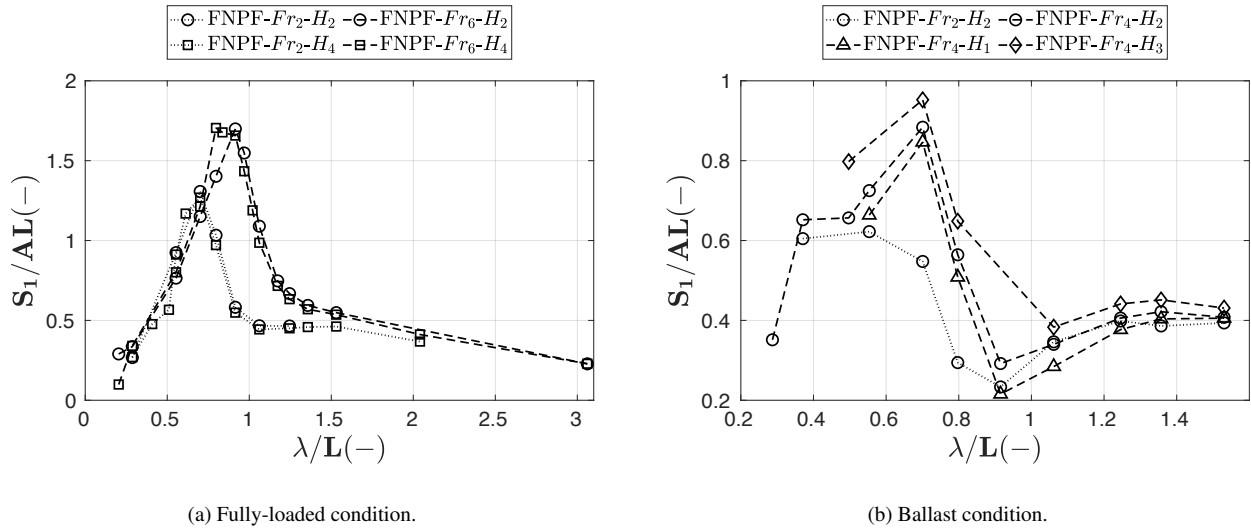 FNPF-Fr₂-H₂ FNPF-Fr₆-H₂
FNPF-Fr₂-H₄ FNPF-Fr₆-H₄
2
1.5
1
0.5
0
S₁/AL(−)
0 0.5 1 1.5 2 2.5 3
λ/L(−)
(a) Fully-loaded condition.
FNPF-Fr₂-H₂ FNPF-Fr₄-H₂
FNPF-Fr₄-H₁ FNPF-Fr₄-H₃
1
0.8
0.6
0.4
0.2
S₁/AL(−)
0.2 0.4 0.6 0.8 1 1.2 1.4
λ/L(−)
(b) Ballast condition.